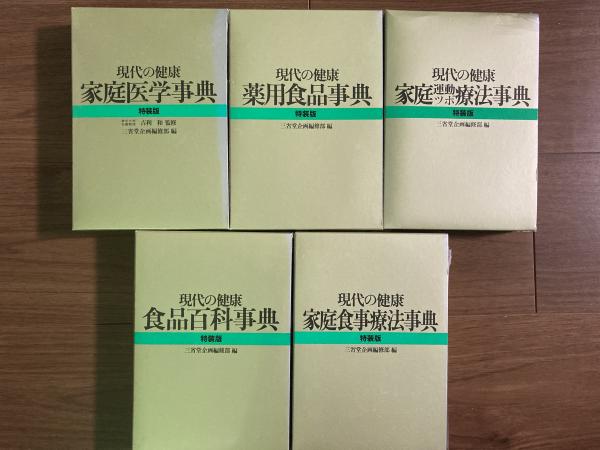 現代の健康
家庭医学事典
特装版
吉利 和 監修
三省堂企画編修部 編
現代の健康
薬用食品事典
特装版
三省堂企画編修部 編
現代の健康
家庭運動ツボ療法事典
特装版
三省堂企画編修部 編
現代の健康
食品百科事典
特装版
三省堂企画編修部 編
現代の健康
家庭食事療法事典
特装版
三省堂企画編修部 編